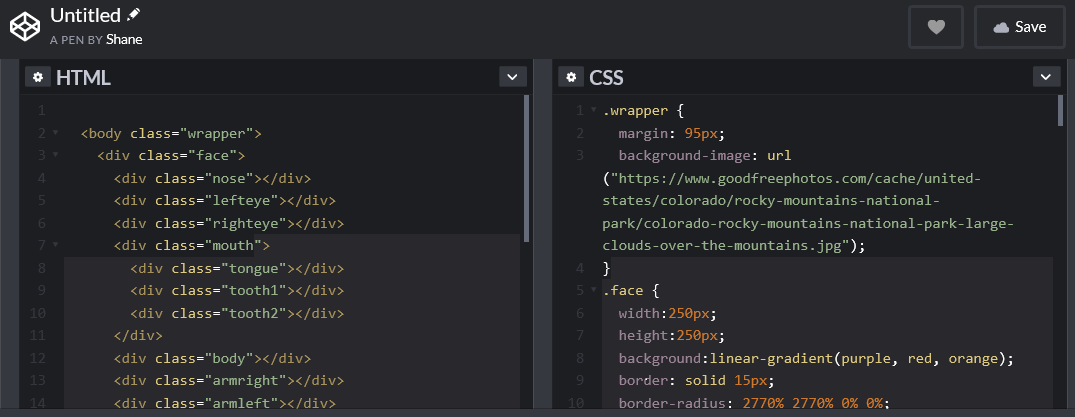 Untitled
A PEN BY Shane
Save
HTML
1
2 <body class="wrapper">
3 <div class="face">
4 <div class="nose"></div>
5 <div class="lefteye"></div>
6 <div class="righteye"></div>
7 <div class="mouth">
8 <div class="tongue"></div>
9 <div class="tooth1"></div>
10 <div class="tooth2"></div>
11 </div>
12 <div class="body"></div>
13 <div class="armright"></div>
14 <div class="armleft"></div>
CSS
1 .wrapper {
2 margin: 95px;
3 background-image: url
("https://www.goodfreephotos.com/cache/united-
states/colorado/rocky-mountains-national-
park/colorado-rocky-mountains-national-park-large-
clouds-over-the-mountains.jpg");
4 }
5 .face {
6 width:250px;
7 height:250px;
8 background:linear-gradient(purple, red, orange);
9 border: solid 15px;
10 border-radius: 2770% 2770% 0% 0%;